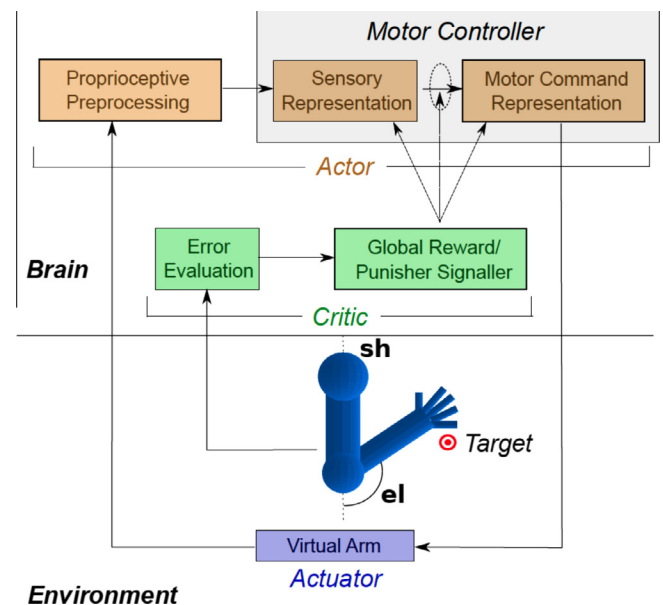 Motor Controller
Proprioceptive
Preprocessing
Sensory
Representation
Motor Command
Representation
Actor
Error
Evaluation
Global Reward/
Punisher Signaller
Brain
Critic
sh
Target
el
Virtual Arm
Actuator
Environment